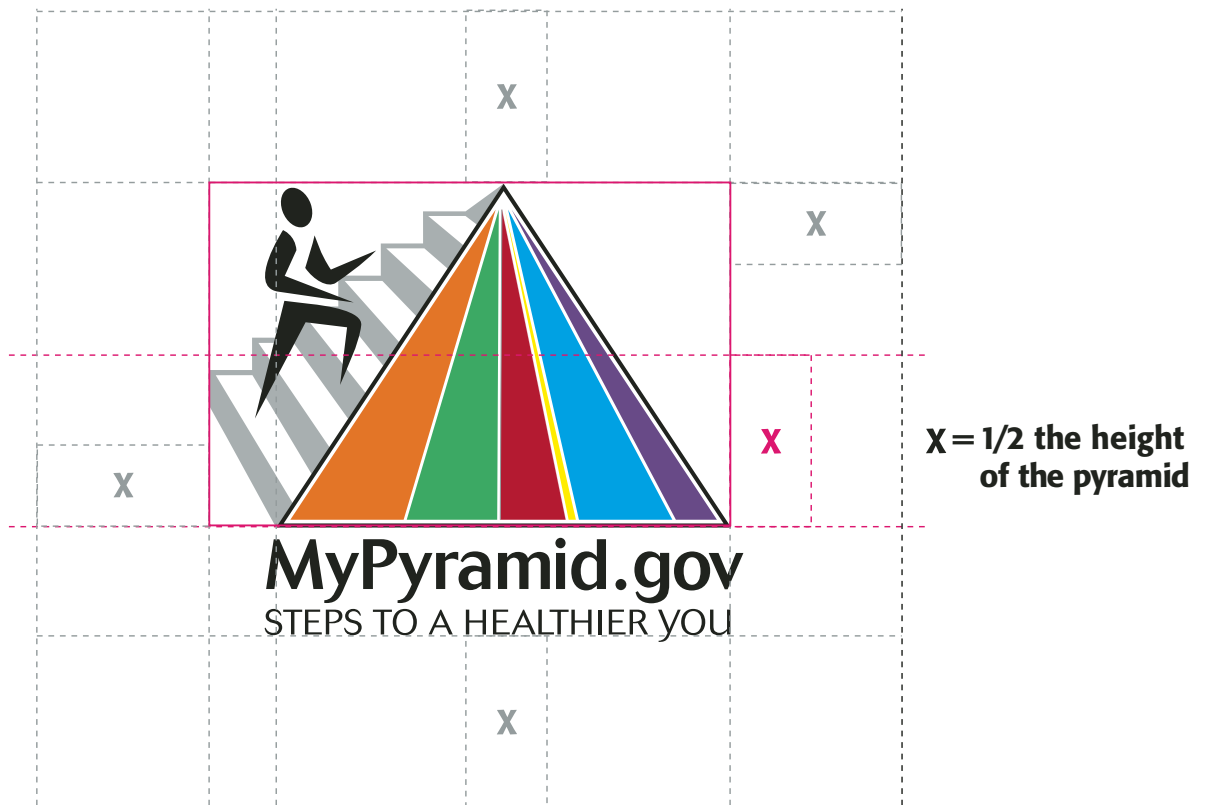 X
X
X
X = 1/2 the height
of the pyramid
X
MyPyramid.gov
STEPS TO A HEALTHIER YOU
X